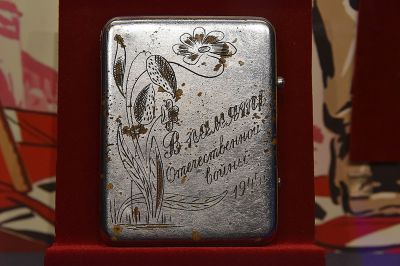 В память
Отечественной
войны